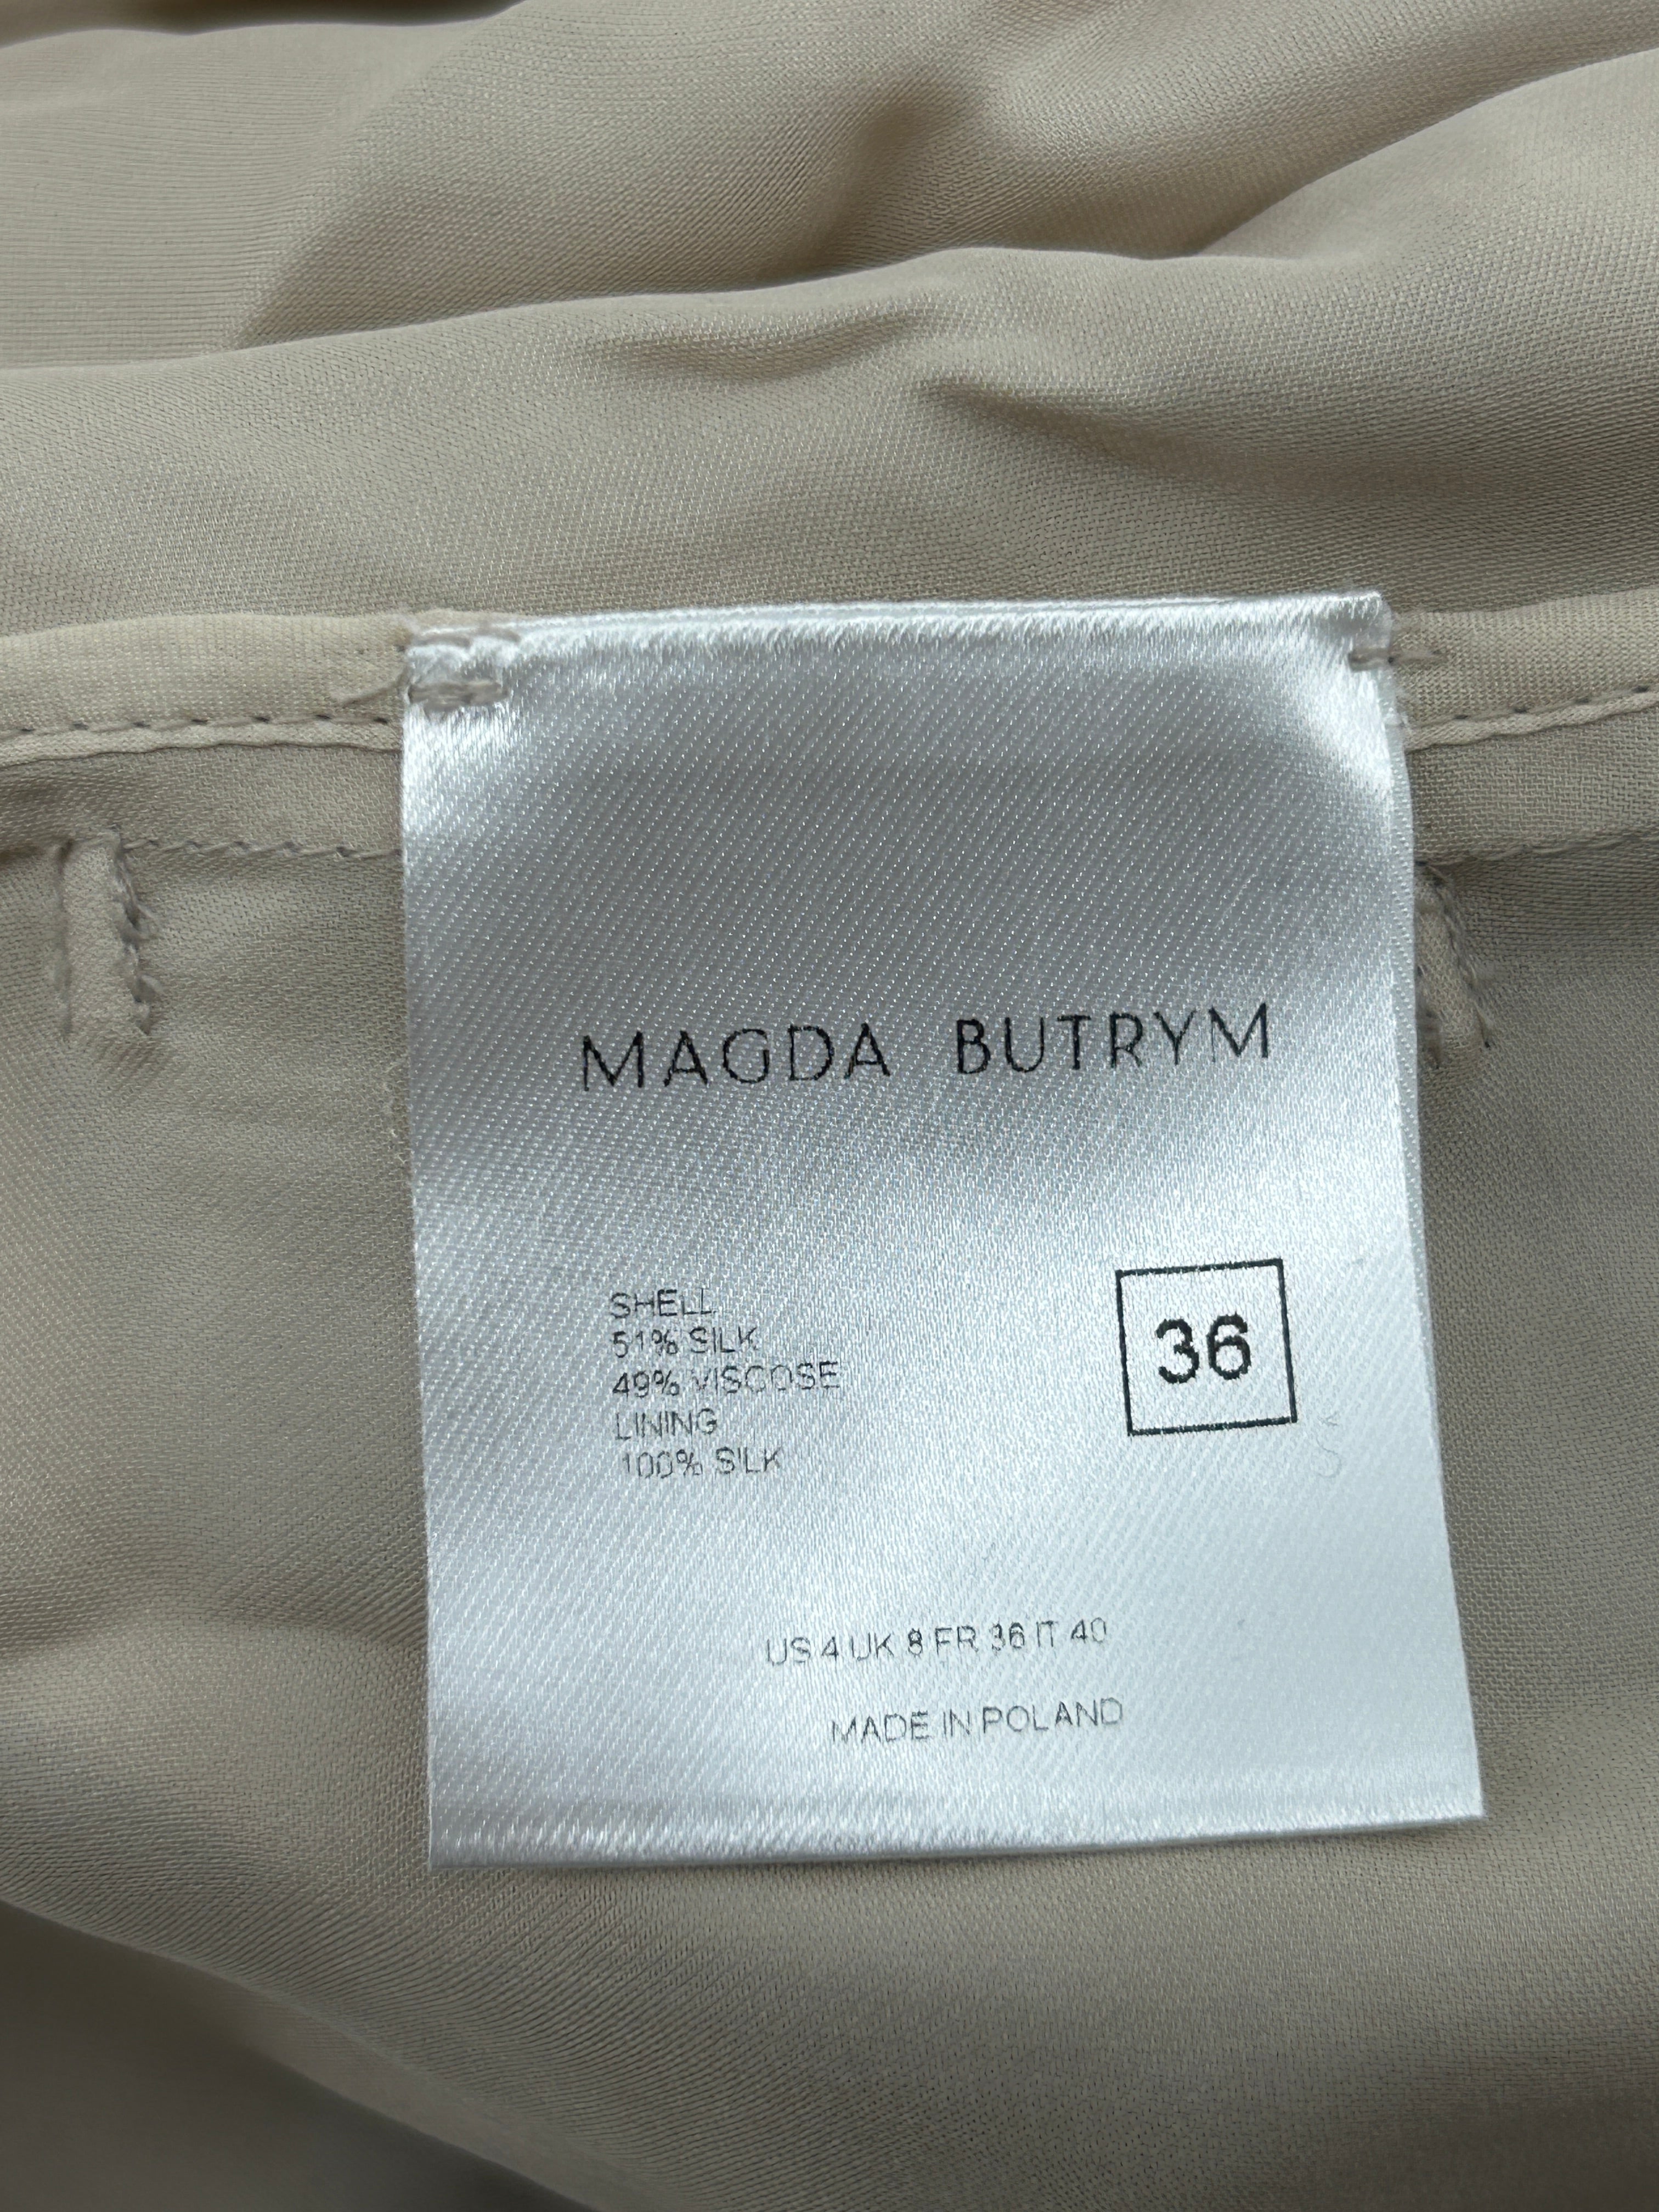 MAGDA BUTRYM
SHELL
51% SILK
49% VISCOSE
LINING
100% SILK
36
US 4 UK 8 FR 36 IT 40
MADE IN POLAND